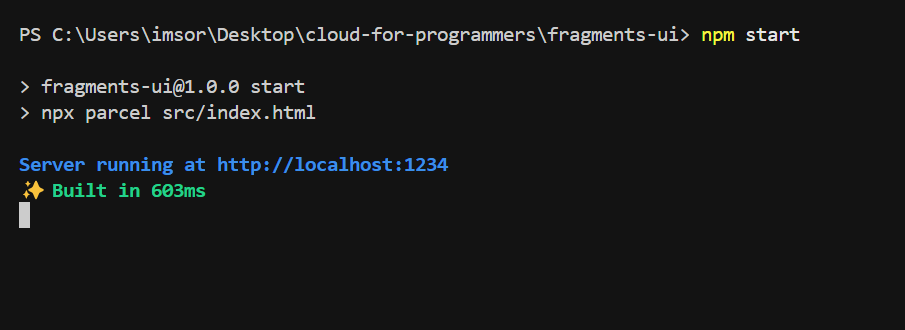 PS C:\Users\imsor\Desktop\cloud-for-programmers\fragments-ui> npm start
> fragments-ui@1.0.0 start
> npx parcel src/index.html
Server running at http://localhost:1234
✨ Built in 603ms